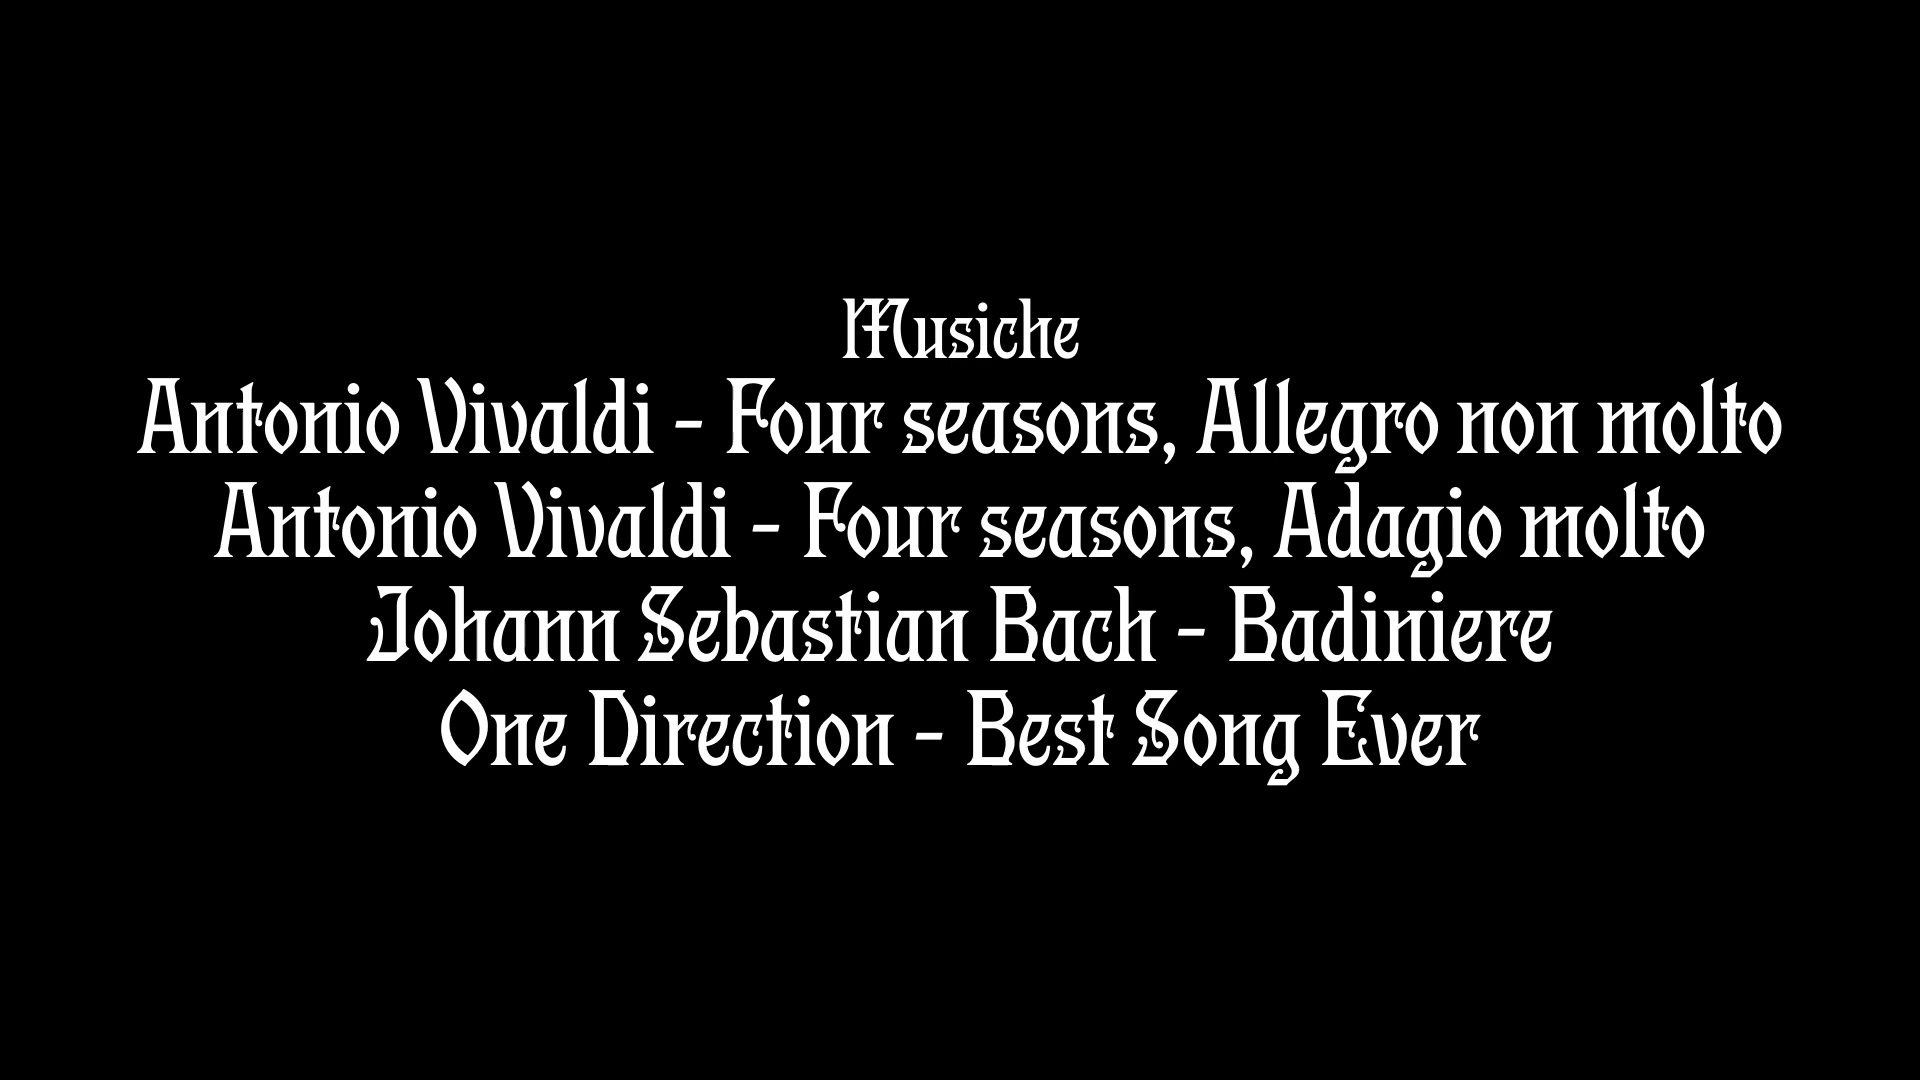 Musiche
Antonio Vivaldi - Four seasons, Allegro non molto
Antonio Vivaldi - Four seasons, Adagio molto
Johann Sebastian Bach - Badiniere
One Direction - Best Song Ever